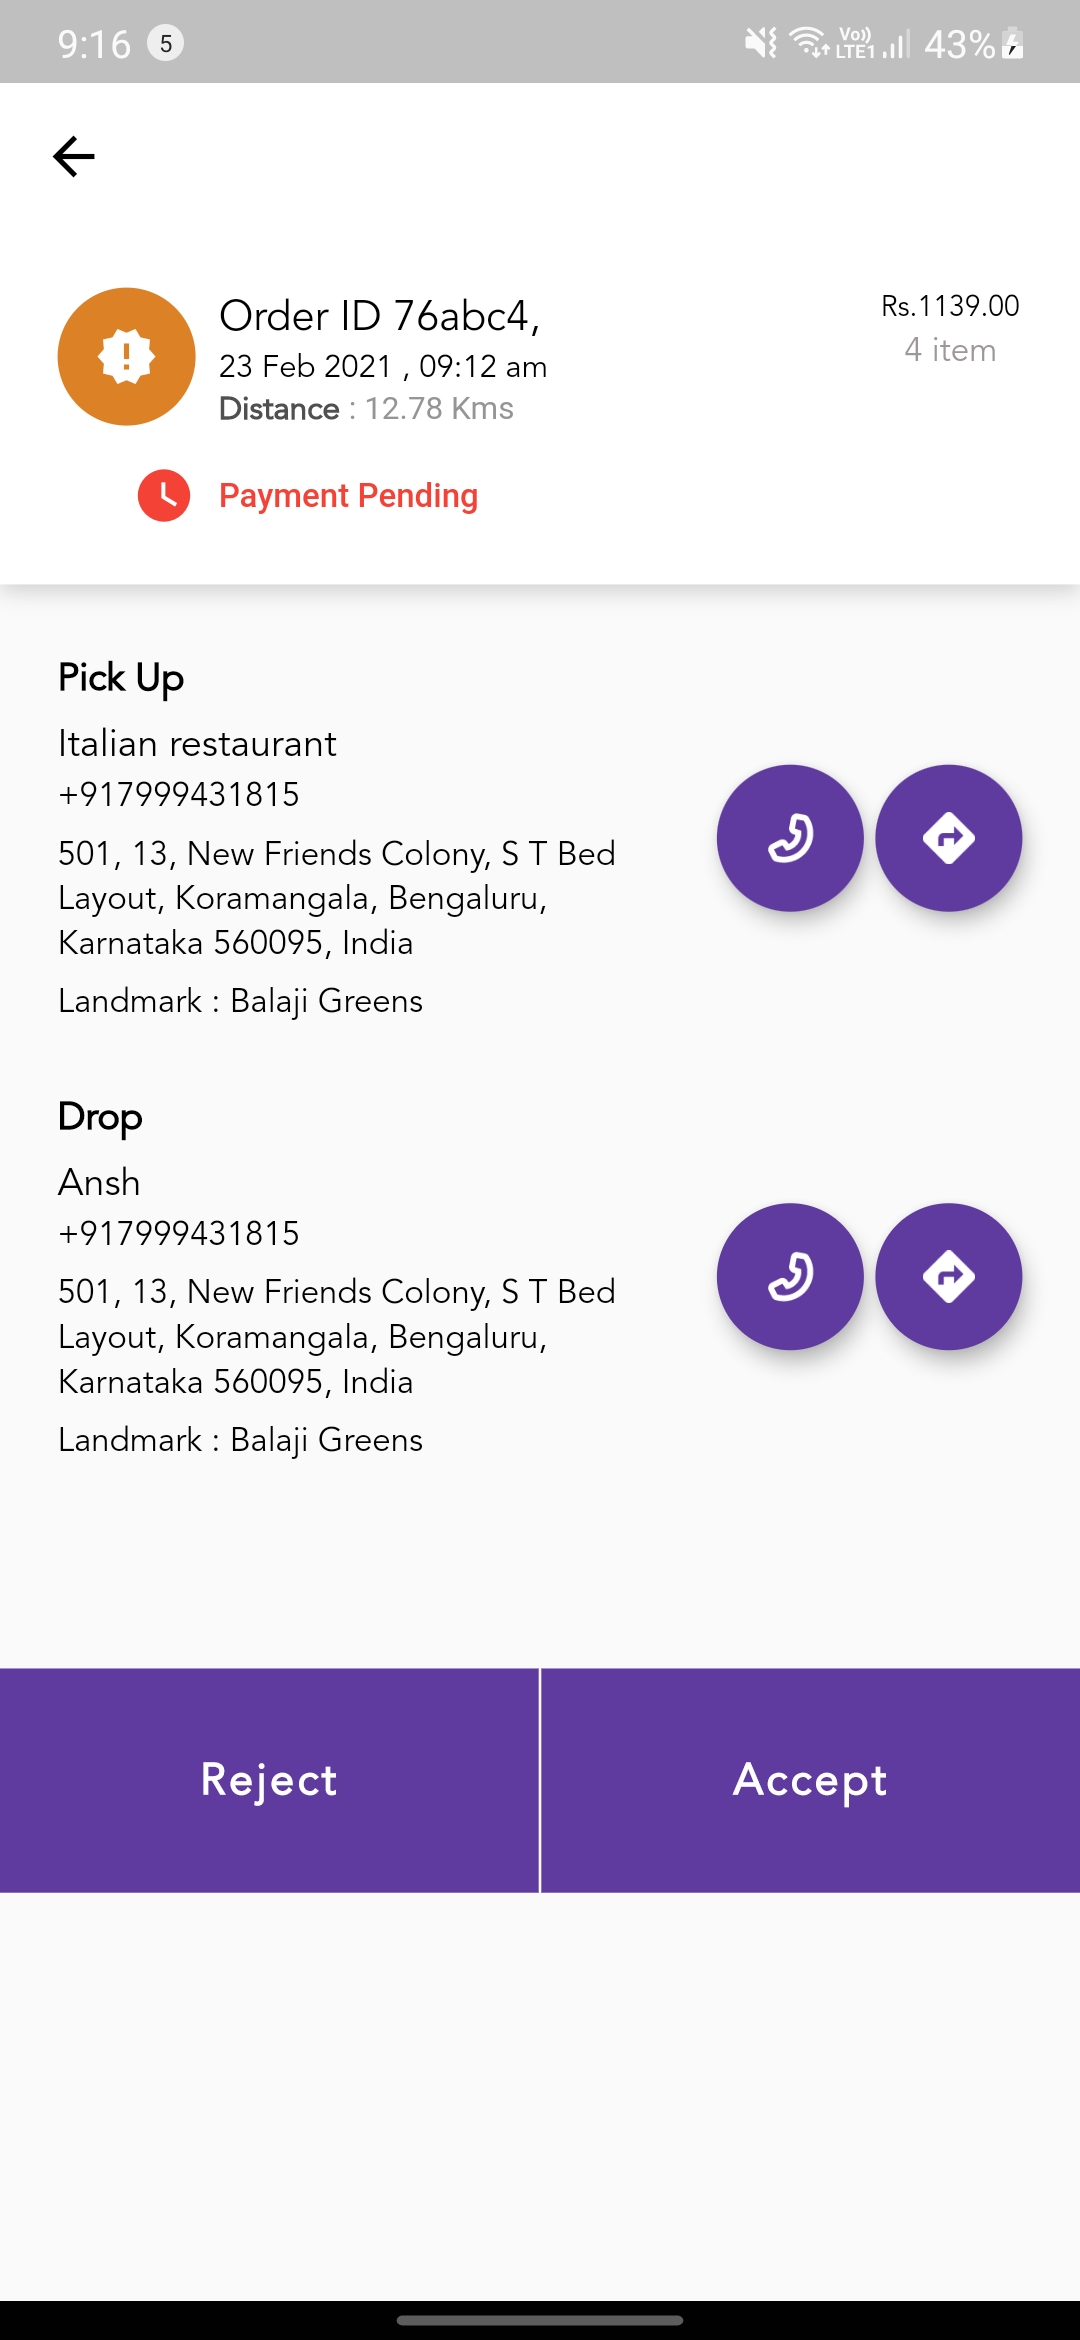 9:16 5 Vo)) LTE1 43%
Order ID 76abc4,
Rs.1139.00
23 Feb 2021 , 09:12 am
4 item
Distance : 12.78 Kms
Payment Pending
Pick Up
Italian restaurant
+917999431815
501, 13, New Friends Colony, S T Bed
Layout, Koramangala, Bengaluru,
Karnataka 560095, India
Landmark : Balaji Greens
Drop
Ansh
+917999431815
501, 13, New Friends Colony, S T Bed
Layout, Koramangala, Bengaluru,
Karnataka 560095, India
Landmark : Balaji Greens
Reject Accept